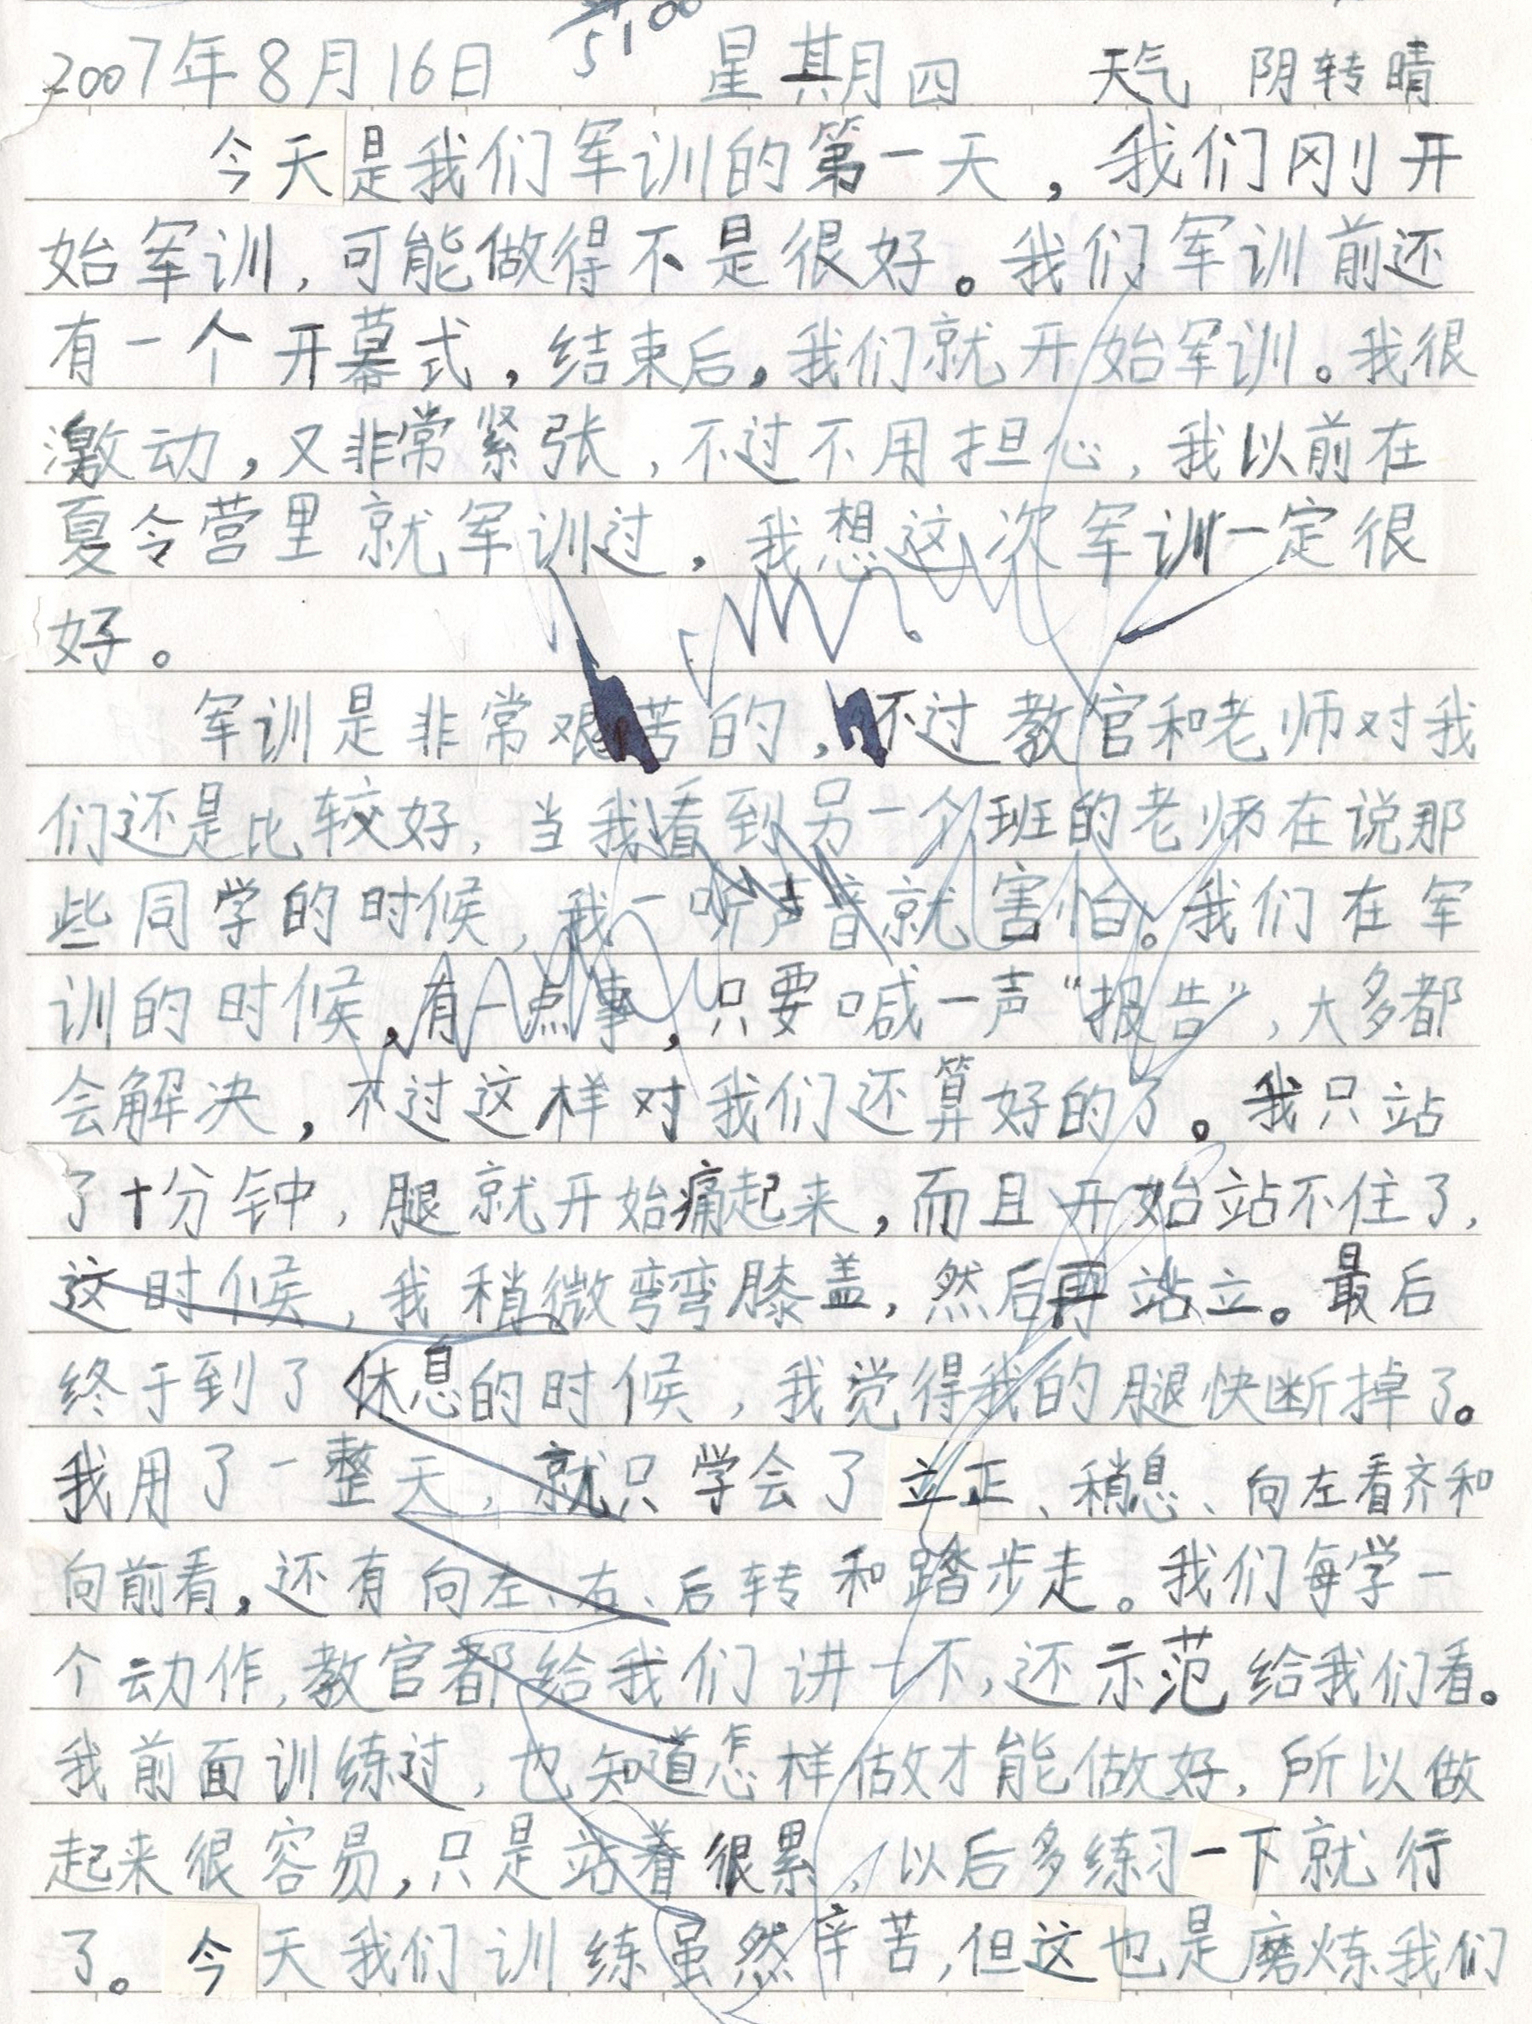 5100
2007年8月16日 星期四 天气 阴转晴
今天是我们军训的第一天，我们刚开
始军训，可能做得不是很好。我们军训前还
有一个开幕式，结束后，我们就开始军训。我很
激动，又非常紧张，不过不用担心，我以前在
夏令营里就军训过，我想这次军训一定很
好。
军训是非常艰苦的，不过教官和老师对我
们还是比较好，当我看到另一个班的老师在说那
些同学的时候，我一听声音就害怕。我们在军
训的时候，有一点事，只要喊一声“报告”，大多都
会解决，不过这样对我们还算好的了。我只站
了十分钟，腿就开始痛起来，而且开始站不住了，
这时候，我稍微弯弯膝盖，然后再站立。最后
终于到了休息的时候，我觉得我的腿快断掉了。
我用了一整天，就只学会了立正、稍息、向左看齐和
向前看，还有向左、右、后转和踏步走。我们每学一
个动作，教官都给我们讲一下，还示范给我们看。
我前面训练过，也知道怎样做才能做好，所以做
起来很容易，只是站着很累，以后多练习一下就行
了。今天我们训练虽然辛苦，但这也是磨炼我们